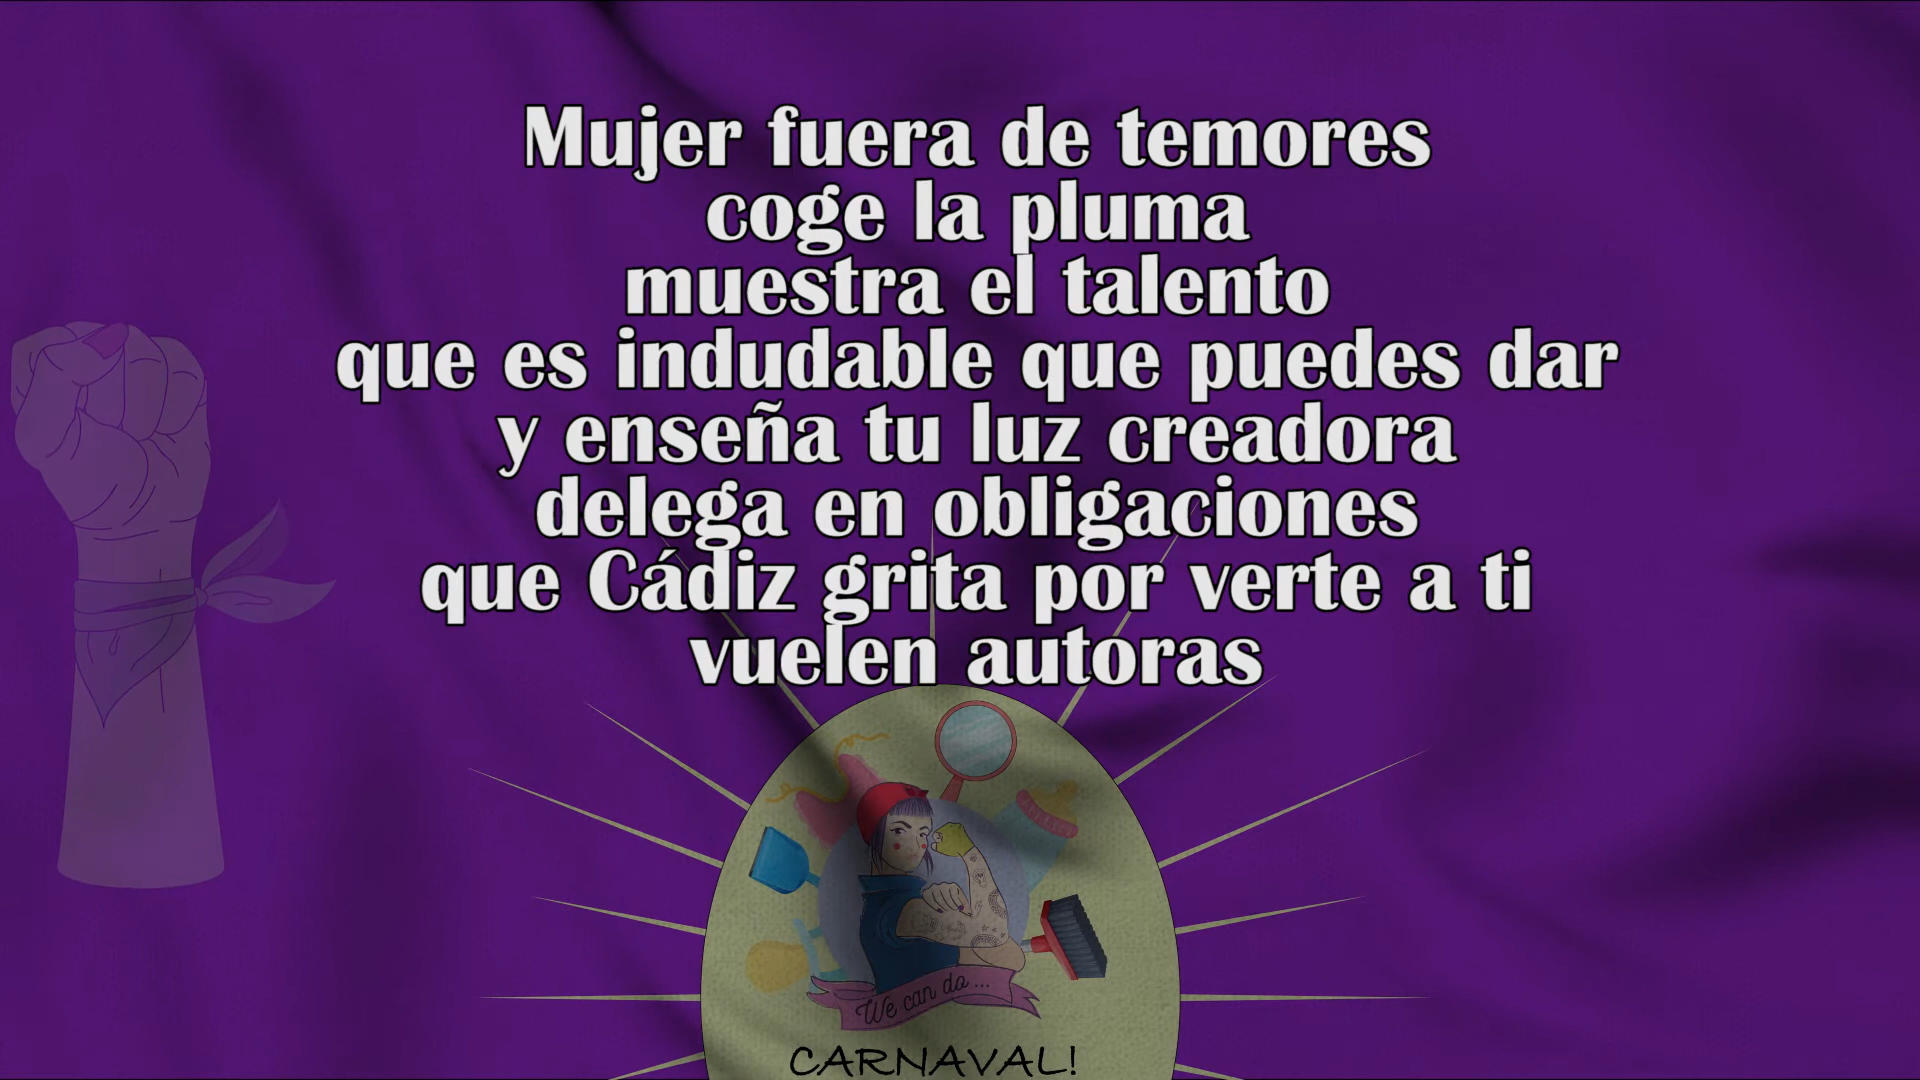 Mujer fuera de temores
coge la pluma
muestra el talento
que es indudable que puedes dar
y enseña tu luz creadora
delega en obligaciones
que Cádiz grita por verte a ti
vuelen autoras
We can do ...
CARNAVAL!